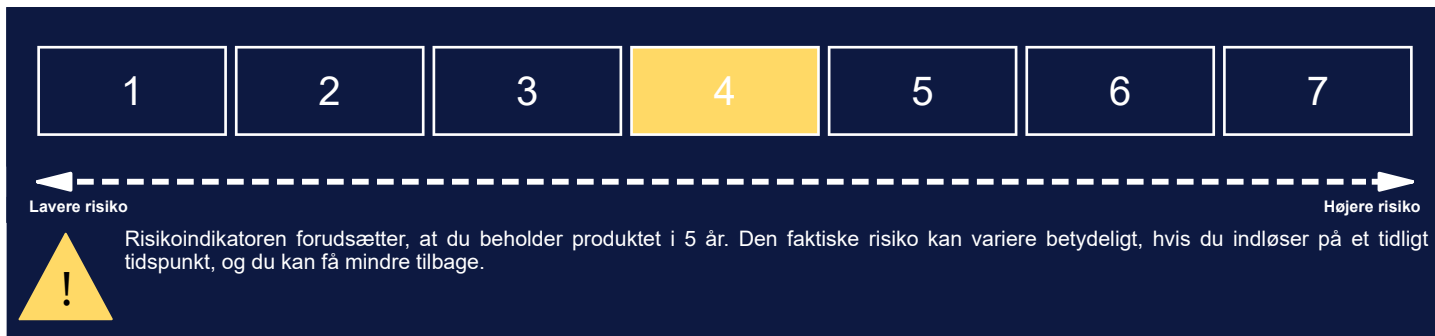 1 2 3 4 5 6 7
Lavere risiko Højere risiko
Risikoindikatoren forudsætter, at du beholder produktet i 5 år. Den faktiske risiko kan variere betydeligt, hvis du indløser på et tidligt
tidspunkt, og du kan få mindre tilbage.
!